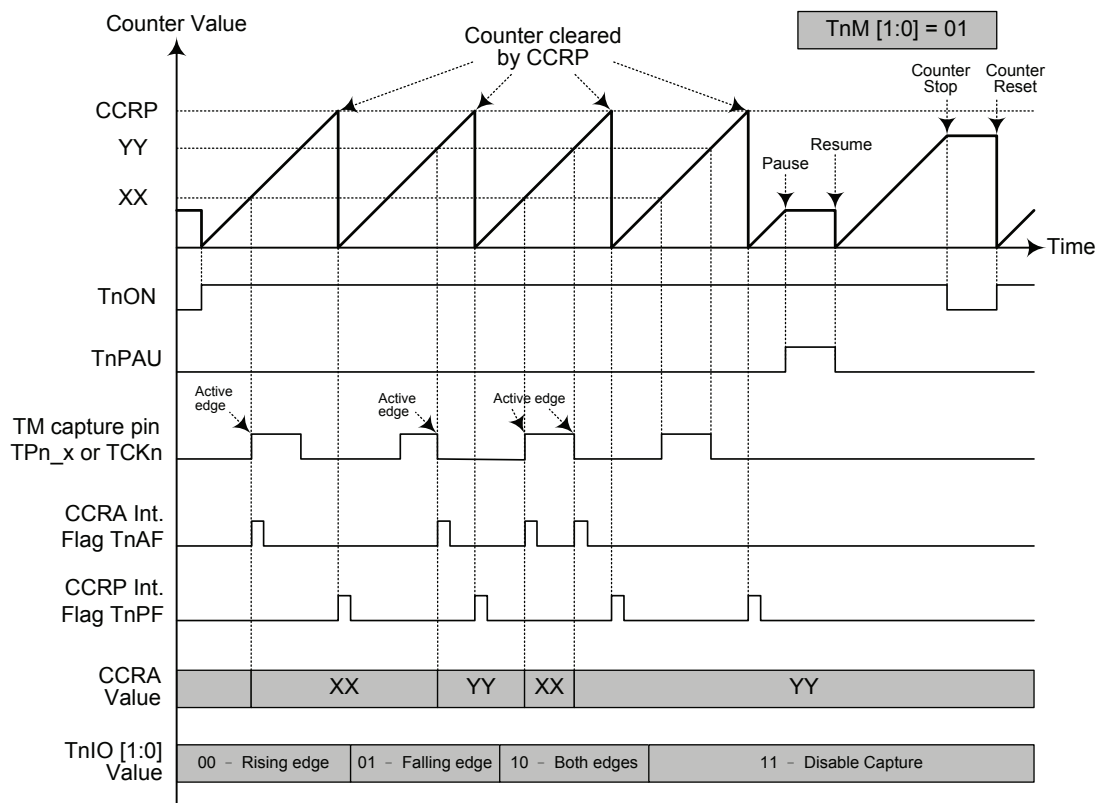 Counter Value
TnM [1:0] = 01
Counter cleared
by CCRP
Counter
Stop
Counter
Reset
CCRP
YY
XX
Pause
Resume
Time
TnON
TnPAU
Active
edge
Active
edge
Active edge
TM capture pin
TPn_x or TCKn
CCRA Int.
Flag TnAF
CCRP Int.
Flag TnPF
CCRA
Value
XX
YY
XX
YY
TnIO [1:0]
Value
00 - Rising edge
01 - Falling edge
10 - Both edges
11 - Disable Capture